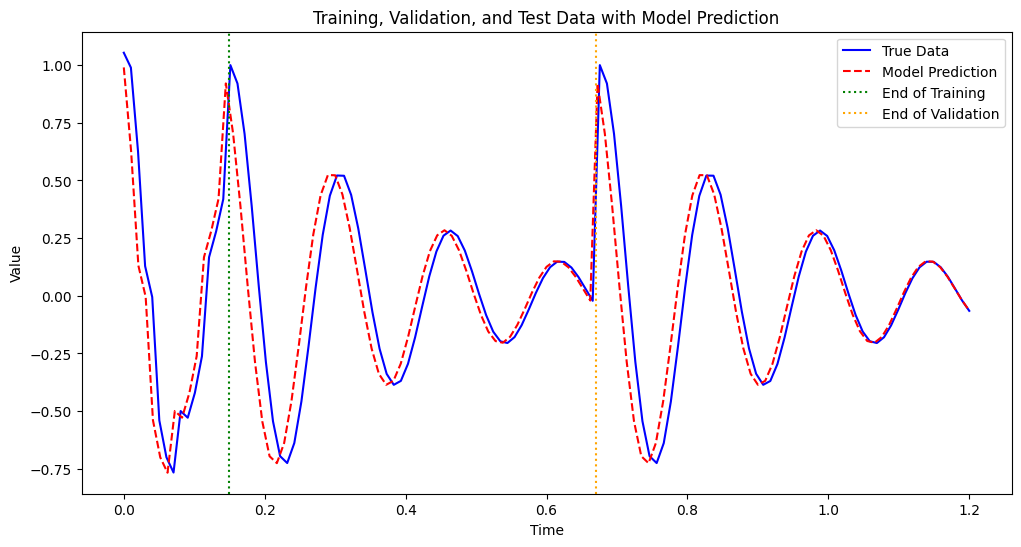 Training, Validation, and Test Data with Model Prediction
True Data
Model Prediction
End of Training
End of Validation
1.00
0.75
0.50
0.25
0.00
−0.25
−0.50
−0.75
Value
0.0 0.2 0.4 0.6 0.8 1.0 1.2
Time